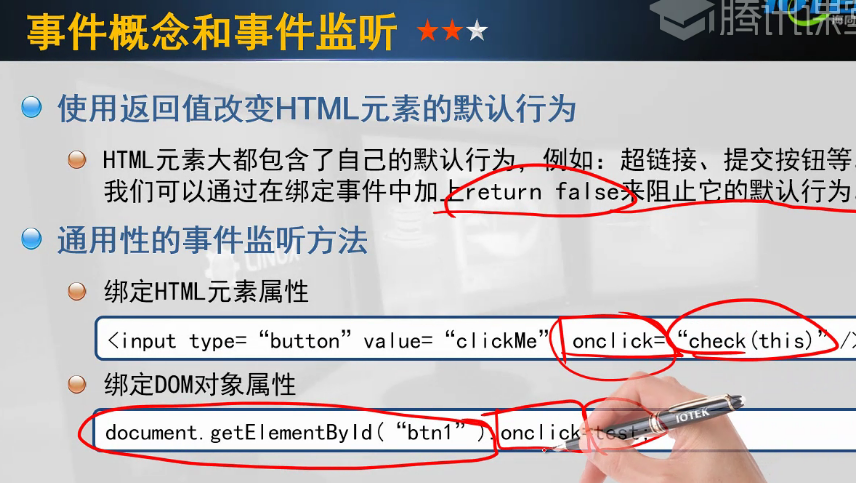 事件概念和事件监听
腾讯课堂
使用返回值改变HTML元素的默认行为
HTML元素大都包含了自己的默认行为，例如：超链接、提交按钮等、
我们可以通过在绑定事件中加上return false来阻止它的默认行为
通用性的事件监听方法
绑定HTML元素属性
<input type=“button”value=“clickMe” onclick=“check(this)”/>
绑定DOM对象属性
document.getElementById(“btn1”).onclick=test;
IOTEK
LINUX